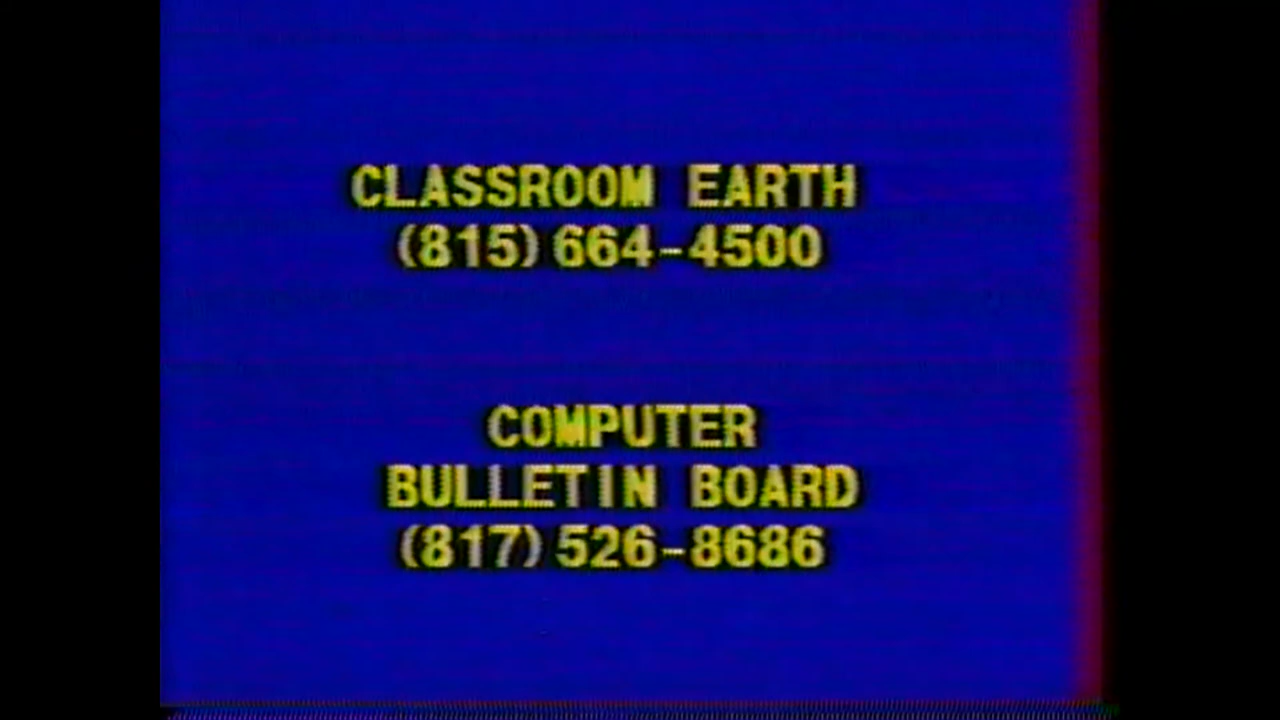 CLASSROOM EARTH
(815) 664-4500
COMPUTER
BULLETIN BOARD
(817) 526-8686